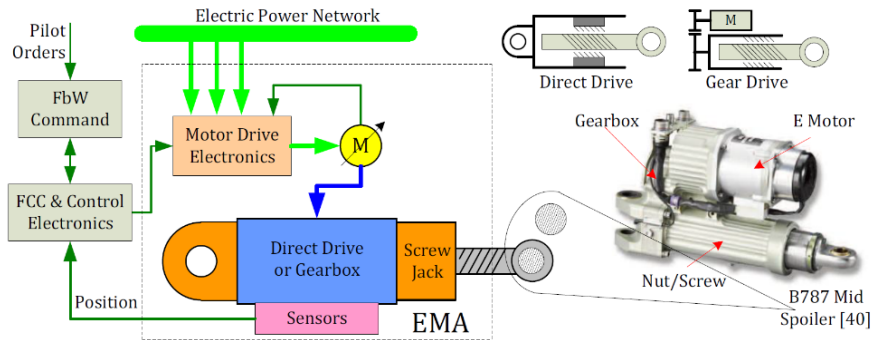 Electric Power Network
Pilot
Orders
FbW
Command
Motor Drive
Electronics
M
FCC & Control
Electronics
Direct Drive
or Gearbox
Screw
Jack
Position
Sensors
EMA
M
Direct Drive
Gear Drive
Gearbox
E Motor
Nut/Screw
B787 Mid
Spoiler [40]